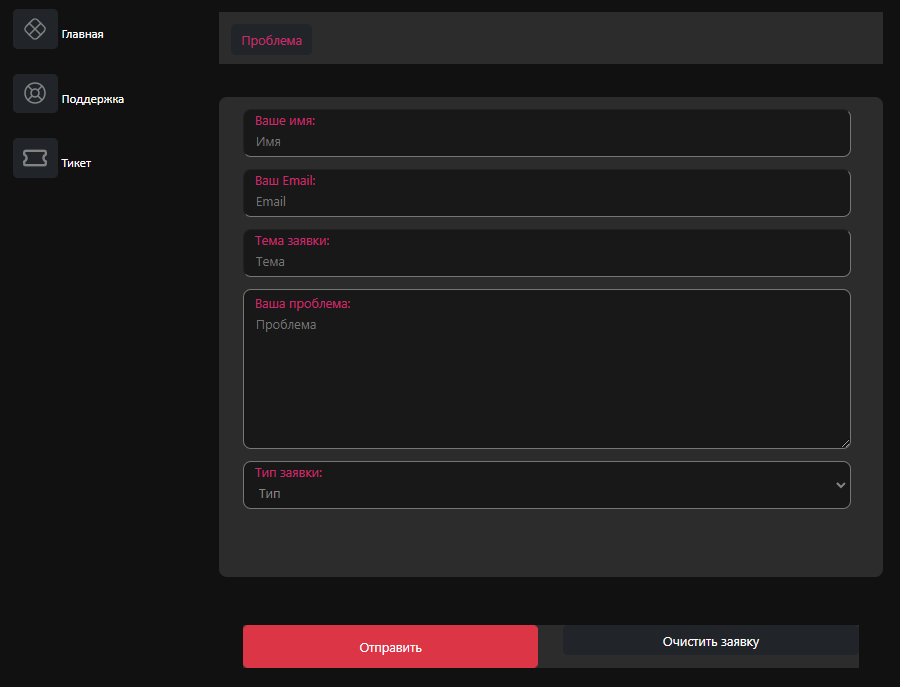 Главная
Поддержка
Тикет
Проблема
Ваше имя:
Имя
Ваш Email:
Email
Тема заявки:
Тема
Ваша проблема:
Проблема
Тип заявки:
Тип
Отправить
Очистить заявку